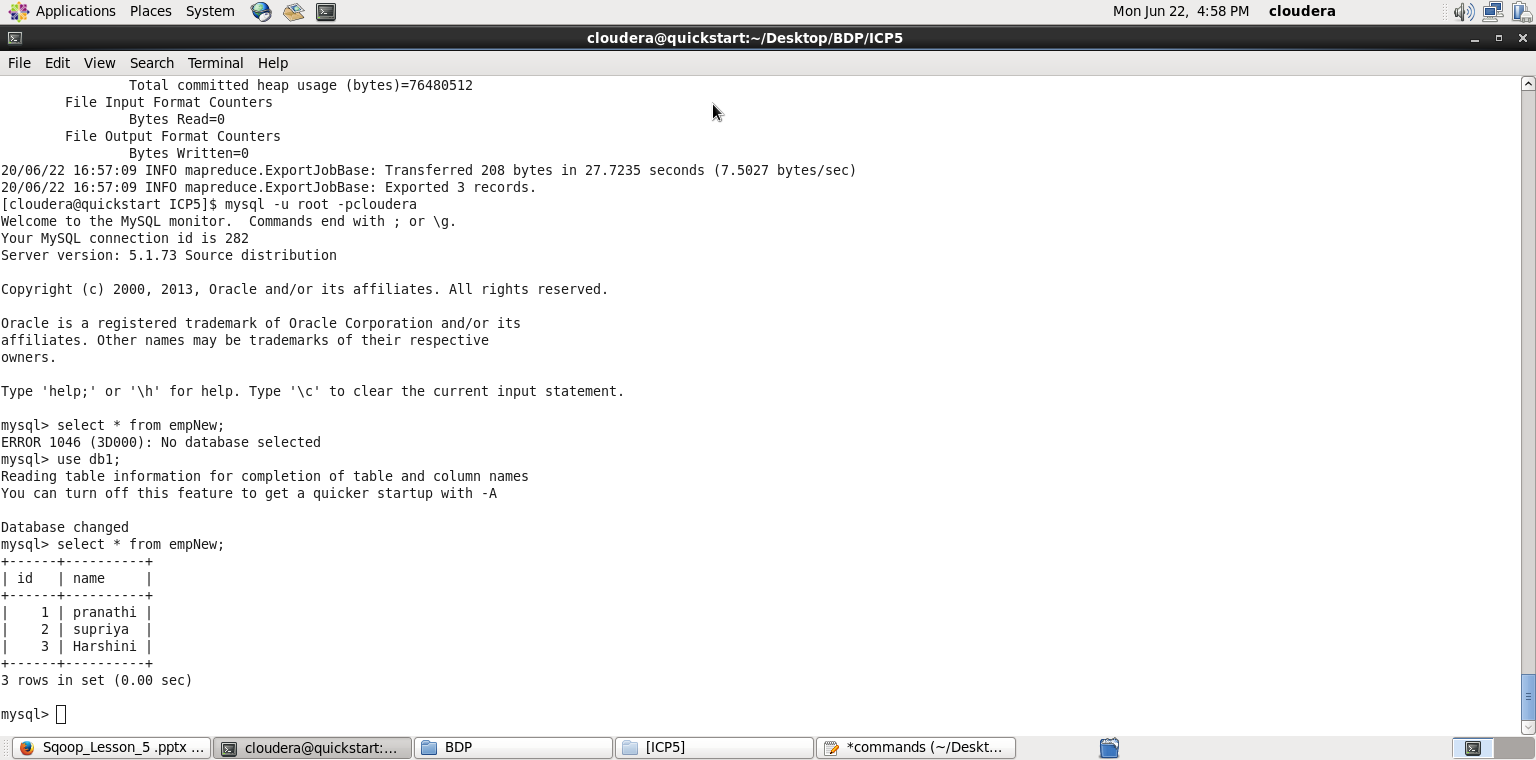 Applications Places System Mon Jun 22, 4:58 PM cloudera
cloudera@quickstart:~/Desktop/BDP/ICP5
File Edit View Search Terminal Help
                Total committed heap usage (bytes)=76480512
        File Input Format Counters
                Bytes Read=0
        File Output Format Counters
                Bytes Written=0
20/06/22 16:57:09 INFO mapreduce.ExportJobBase: Transferred 208 bytes in 27.7235 seconds (7.5027 bytes/sec)
20/06/22 16:57:09 INFO mapreduce.ExportJobBase: Exported 3 records.
[cloudera@quickstart ICP5]$ mysql -u root -pcloudera
Welcome to the MySQL monitor.  Commands end with ; or \g.
Your MySQL connection id is 282
Server version: 5.1.73 Source distribution

Copyright (c) 2000, 2013, Oracle and/or its affiliates. All rights reserved.

Oracle is a registered trademark of Oracle Corporation and/or its
affiliates. Other names may be trademarks of their respective
owners.

Type 'help;' or '\h' for help. Type '\c' to clear the current input statement.

mysql> select * from empNew;
ERROR 1046 (3D000): No database selected
mysql> use db1;
Reading table information for completion of table and column names
You can turn off this feature to get a quicker startup with -A

Database changed
mysql> select * from empNew;
+------+----------+
| id   | name     |
+------+----------+
|    1 | pranathi |
|    2 | supriya  |
|    3 | Harshini |
+------+----------+
3 rows in set (0.00 sec)

mysql>
Sqoop_Lesson_5 .pptx ... cloudera@quickstart:... BDP [ICP5] *commands (~/Deskt...